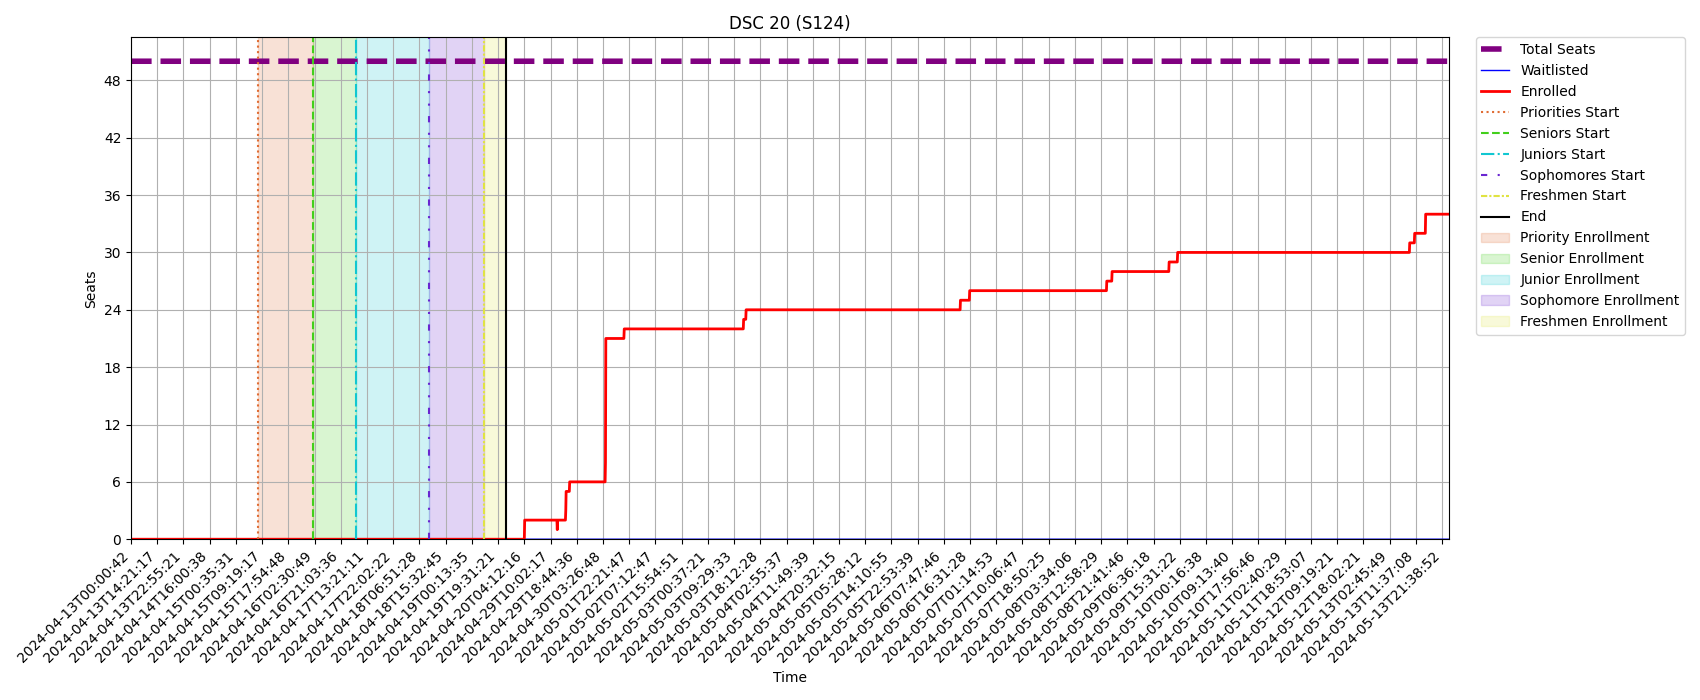 DSC 20 (S124)
Total Seats
Waitlisted
Enrolled
Priorities Start
Seniors Start
Juniors Start
Sophomores Start
Freshmen Start
End
Priority Enrollment
Senior Enrollment
Junior Enrollment
Sophomore Enrollment
Freshmen Enrollment
Seats
48
42
36
30
24
18
12
6
0
2024-04-13T00:00:42
2024-04-13T14:21:17
2024-04-13T22:55:21
2024-04-14T16:00:38
2024-04-15T00:35:31
2024-04-15T09:19:17
2024-04-15T17:54:48
2024-04-16T02:30:49
2024-04-16T21:03:36
2024-04-17T13:21:11
2024-04-17T22:02:22
2024-04-18T06:51:28
2024-04-18T15:32:45
2024-04-19T00:13:35
2024-04-19T19:31:21
2024-04-20T04:12:16
2024-04-29T10:02:17
2024-04-29T18:44:36
2024-04-30T03:26:48
2024-05-01T22:21:47
2024-05-02T07:12:47
2024-05-02T15:54:51
2024-05-03T00:37:21
2024-05-03T09:29:33
2024-05-03T18:12:28
2024-05-04T02:55:37
2024-05-04T11:49:39
2024-05-04T20:32:15
2024-05-05T05:28:12
2024-05-05T14:10:55
2024-05-05T22:53:39
2024-05-06T07:47:46
2024-05-06T16:31:28
2024-05-07T01:14:53
2024-05-07T10:06:47
2024-05-07T18:50:25
2024-05-08T03:34:06
2024-05-08T12:58:29
2024-05-08T21:41:46
2024-05-09T06:36:18
2024-05-09T15:31:22
2024-05-10T00:16:38
2024-05-10T09:13:40
2024-05-10T17:56:46
2024-05-11T02:40:29
2024-05-11T18:53:07
2024-05-12T09:19:21
2024-05-12T18:02:21
2024-05-13T02:45:49
2024-05-13T11:37:08
2024-05-13T21:38:52
Time